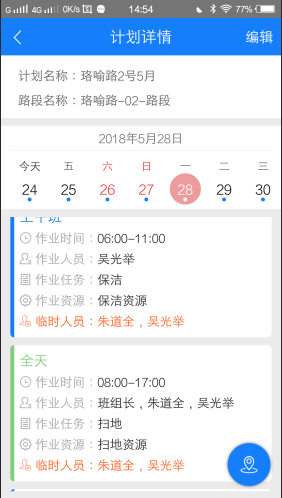 G 4G 0K/s 14:54 77%
计划详情 编辑
计划名称：珞喻路2号5月
路段名称：珞喻路-02-路段
2018年5月28日
今天 五 六 日 一 二 三
24 25 26 27 28 29 30
上午班
作业时间：06:00-11:00
作业人员：吴光举
作业任务：保洁
作业资源：保洁资源
临时人员：朱道全，吴光举
全天
作业时间：08:00-17:00
作业人员：班组长，朱道全，吴光举
作业任务：扫地
作业资源：扫地资源
临时人员：朱道全，吴光举